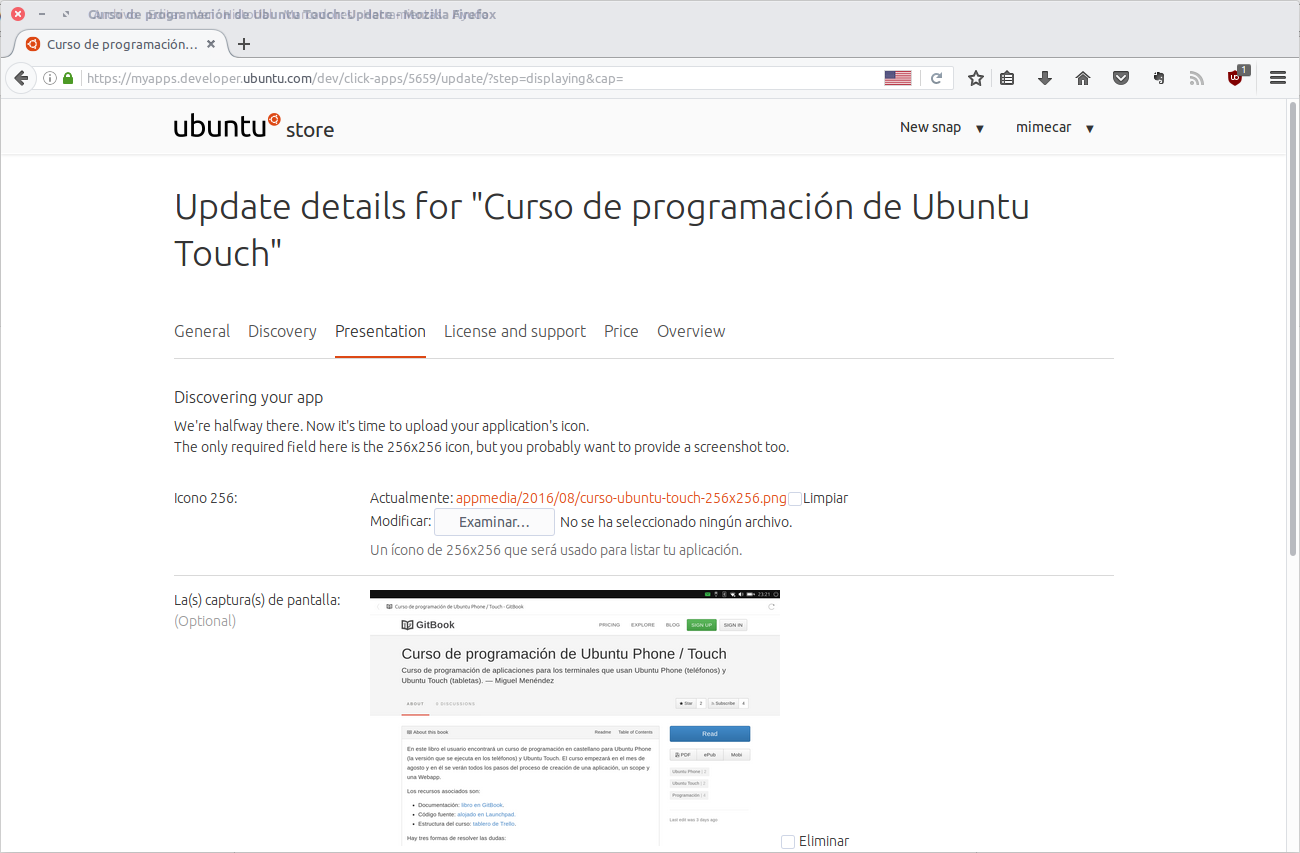 Curso de programación de Ubuntu Touch: Update - Mozilla Firefox
Curso de programación…
https://myapps.developer.ubuntu.com/dev/click-apps/5659/update/?step=displaying&cap=
1
ubuntu store
New snap ▼ mimecar ▼
Update details for "Curso de programación de Ubuntu
Touch"
General Discovery Presentation License and support Price Overview
Discovering your app
We're halfway there. Now it's time to upload your application's icon.
The only required field here is the 256x256 icon, but you probably want to provide a screenshot too.
Icono 256:
Actualmente: appmedia/2016/08/curso-ubuntu-touch-256x256.png Limpiar
Modificar: Examinar… No se ha seleccionado ningún archivo.
Un ícono de 256x256 que será usado para listar tu aplicación.
La(s) captura(s) de pantalla:
(Optional)
23:21
Curso de programación de Ubuntu Phone / Touch - GitBook
GitBook PRICING EXPLORE BLOG SIGN UP SIGN IN
Curso de programación de Ubuntu Phone / Touch
Curso de programación de aplicaciones para los terminales que usan Ubuntu Phone (teléfonos) y
Ubuntu Touch (tabletas). — Miguel Menéndez
ABOUT 0 DISCUSSIONS
Star 2 Subscribe 4
About this book Readme Table of Contents
Read
En este libro el usuario encontrará un curso de programación en castellano para Ubuntu Phone
(la versión que se ejecuta en los teléfonos) y Ubuntu Touch. El curso empezará en el mes de
agosto y en él se verán todos los pasos del proceso de creación de una aplicación, un scope y
una Webapp.
PDF ePub Mobi
Ubuntu Phone
Ubuntu Touch
Programación
Los recursos asociados son:
Documentación: libro en GitBook.
Código fuente: alojado en Launchpad.
Estructura del curso: tablero de Trello.
Last edit was 3 days ago
Hay tres formas de resolver las dudas:
Eliminar